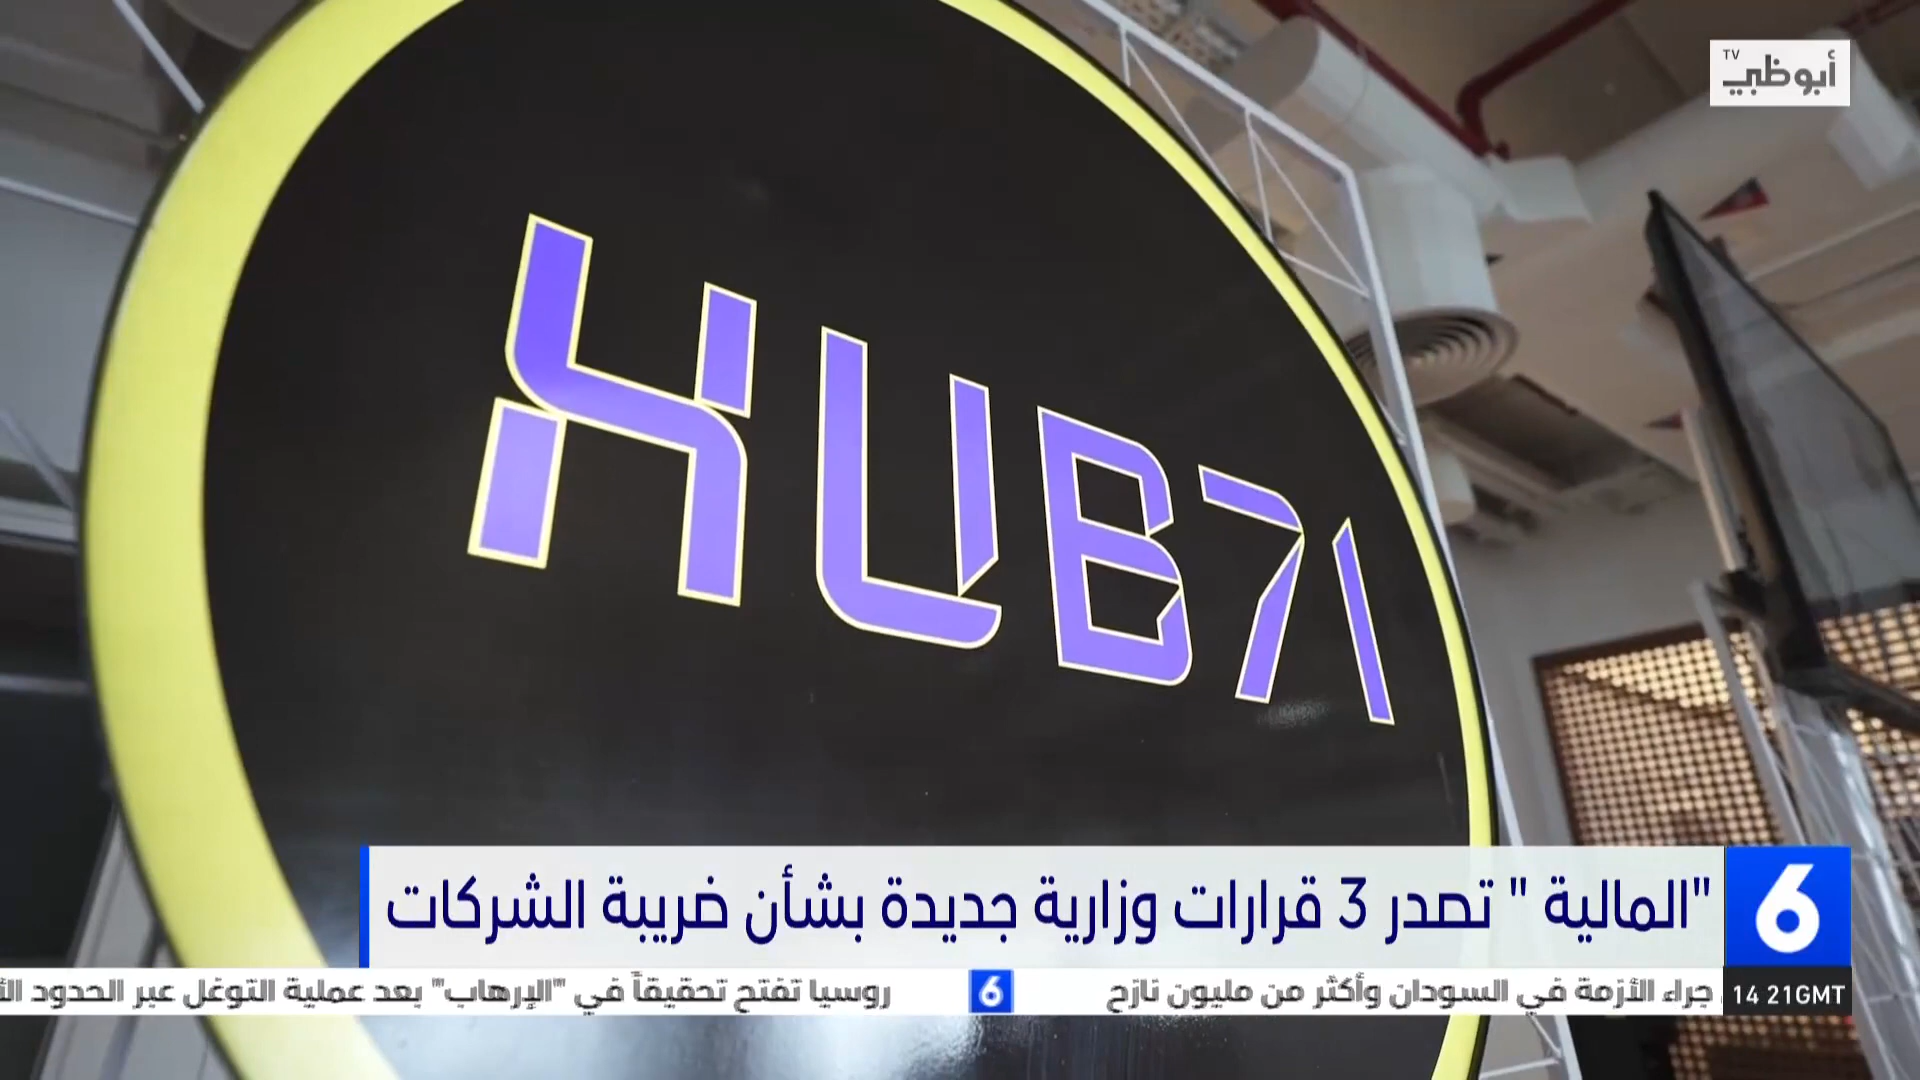 أبوظبي
TV
HUB71
"المالية " تصدر 3 قرارات وزارية جديدة بشأن ضريبة الشركات
6
جراء الأزمة في السودان وأكثر من مليون نازح 6 روسيا تفتح تحقيقاً في "الإرهاب" بعد عملية التوغل عبر الحدود
14 21GMT